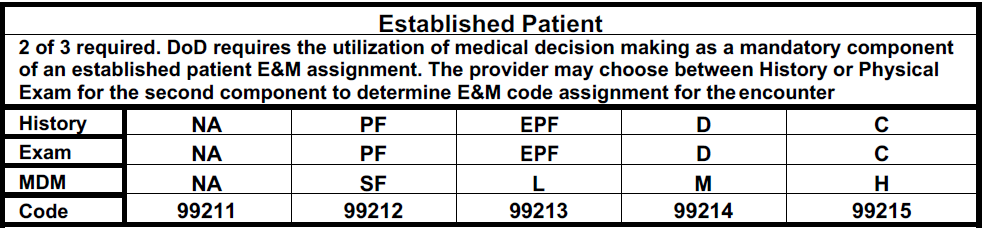 Established Patient
2 of 3 required. DoD requires the utilization of medical decision making as a mandatory component
of an established patient E&M assignment. The provider may choose between History or Physical
Exam for the second component to determine E&M code assignment for the encounter
History NA PF EPF D C
Exam NA PF EPF D C
MDM NA SF L M H
Code 99211 99212 99213 99214 99215